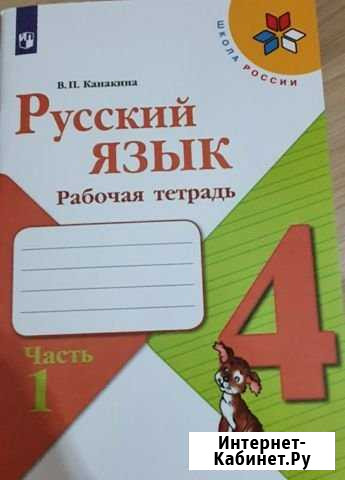 ШКОЛА РОССИИ
В.П. Канакина
Русский
язык
Рабочая тетрадь
4
Часть
1
Интернет-
Кабинет.Ру